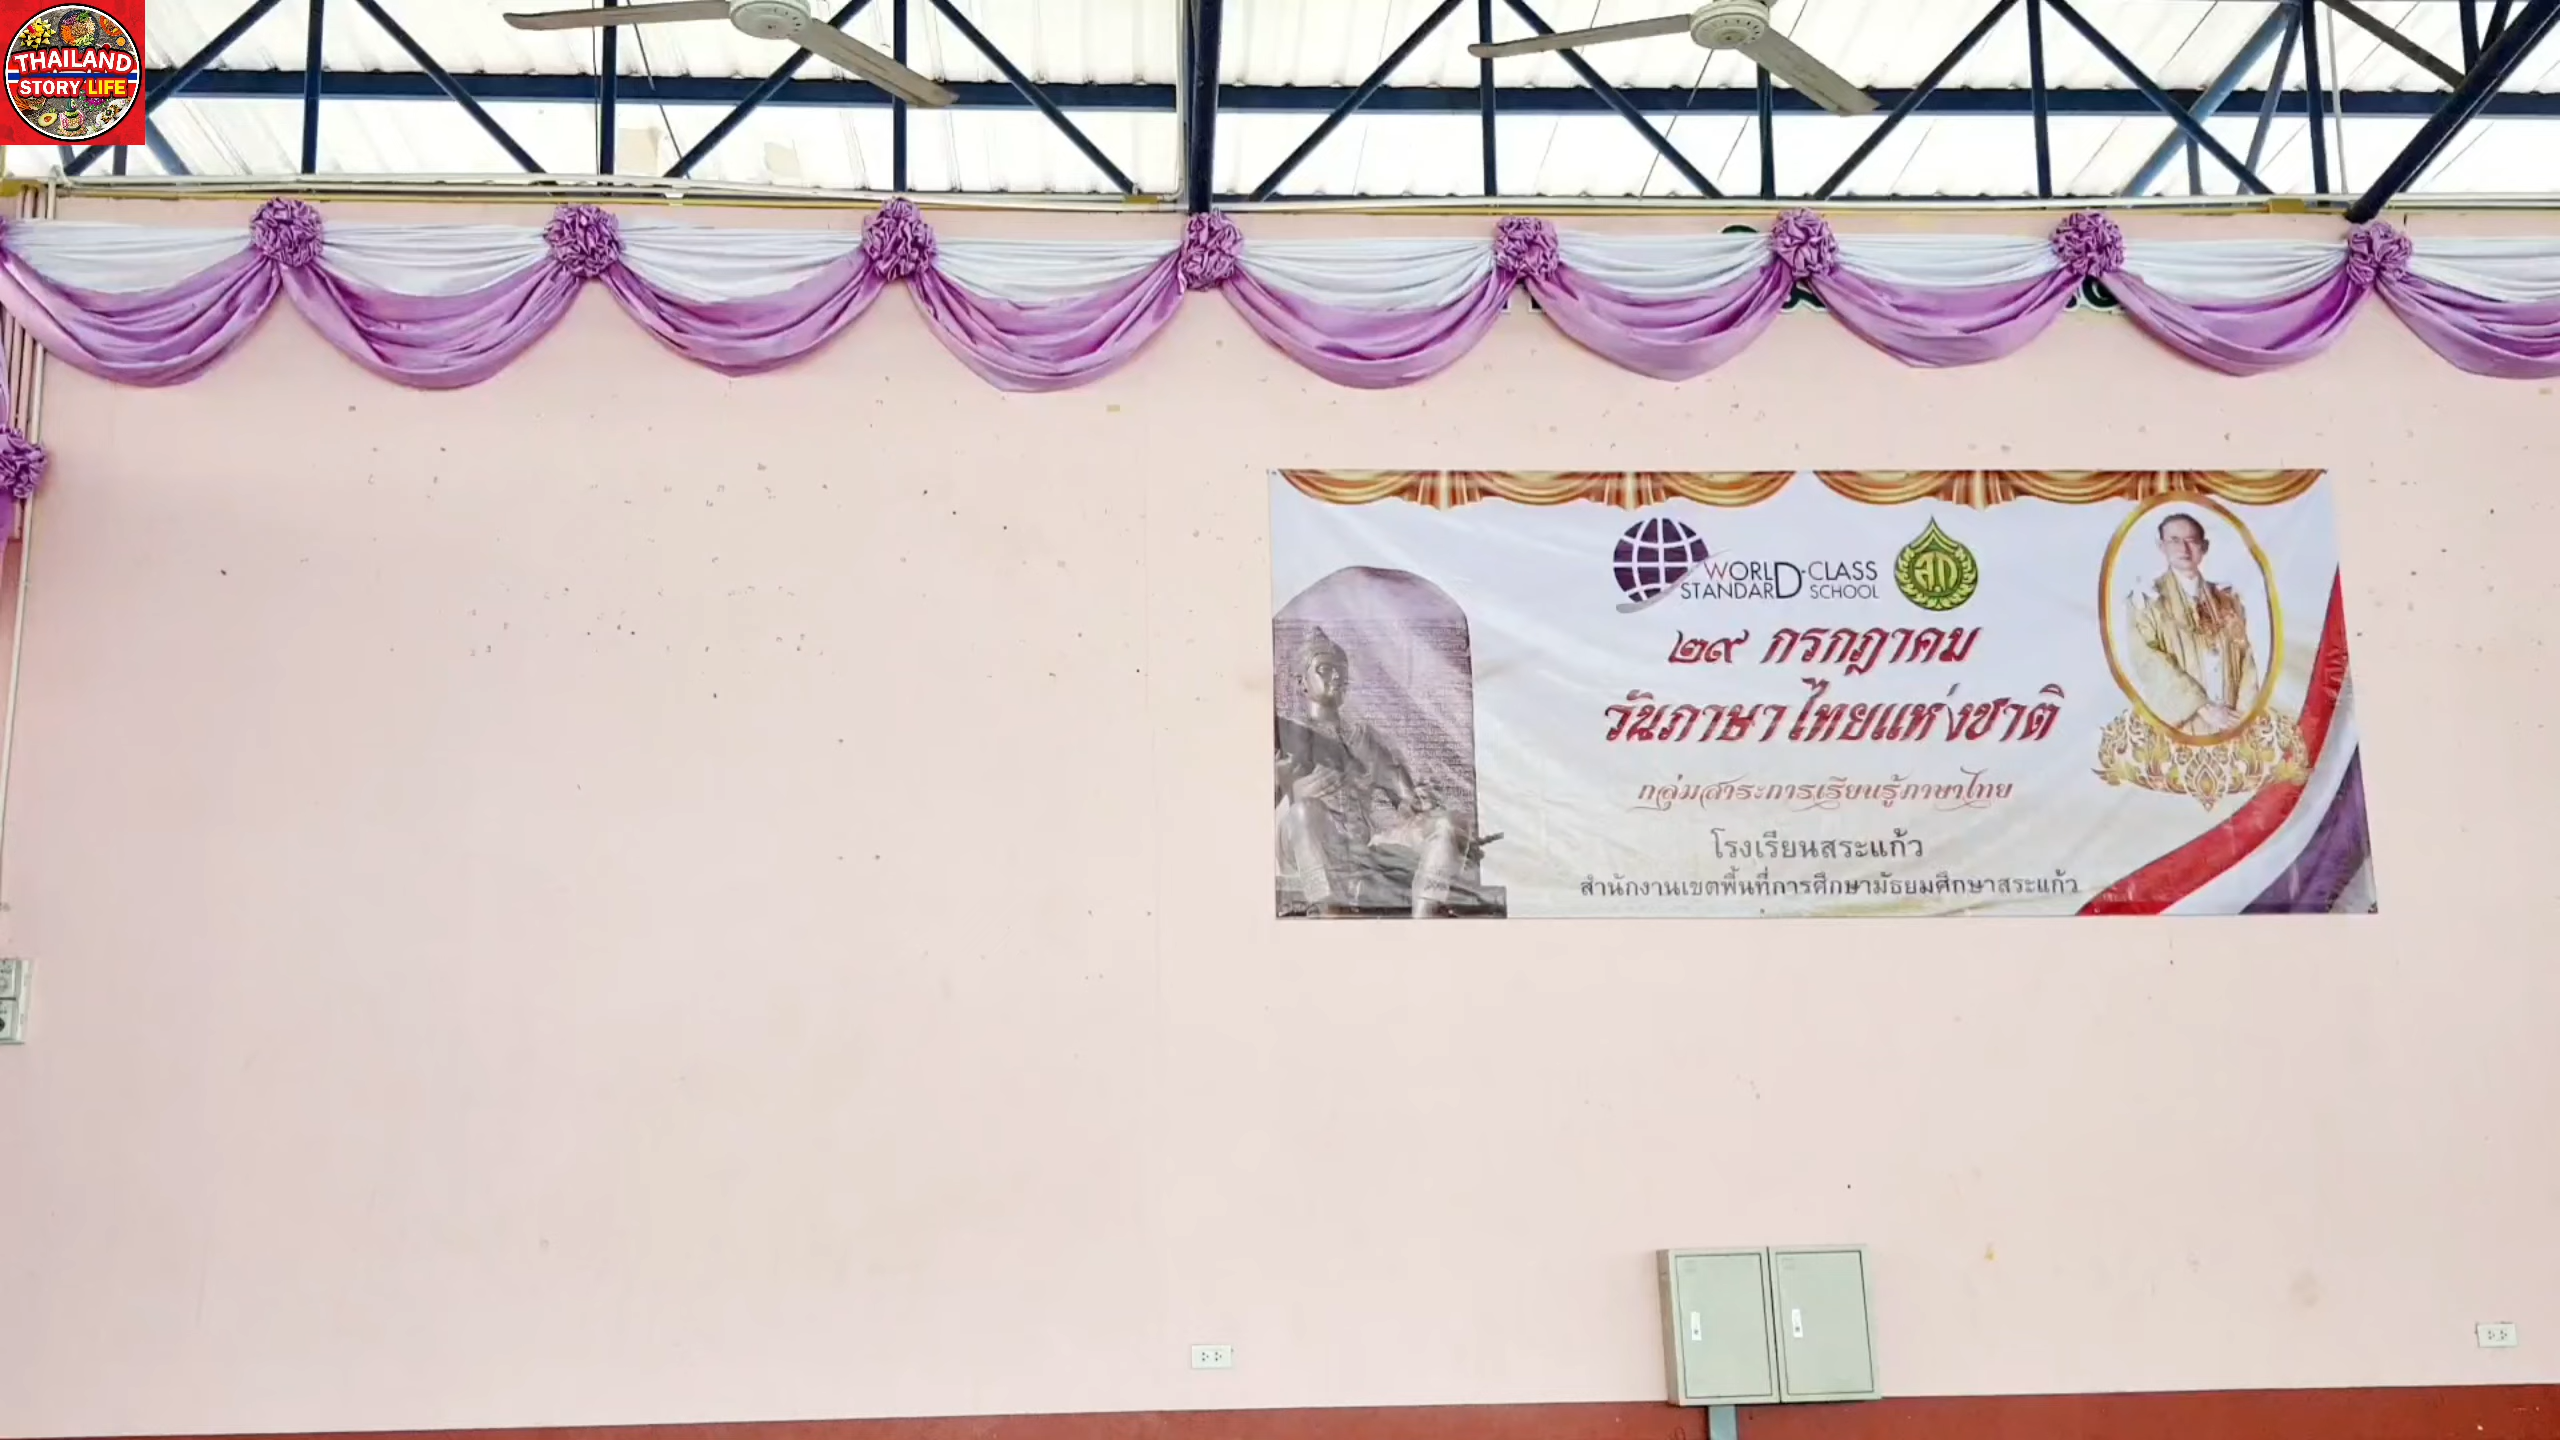 THAILAND
STORY LIFE
WORLD-CLASS
STANDARD SCHOOL
ส.ก
๒๙ กรกฎาคม
วันภาษาไทยแห่งชาติ
กลุ่มสาระการเรียนรู้ภาษาไทย
โรงเรียนสระแก้ว
สำนักงานเขตพื้นที่การศึกษามัธยมศึกษาสระแก้ว